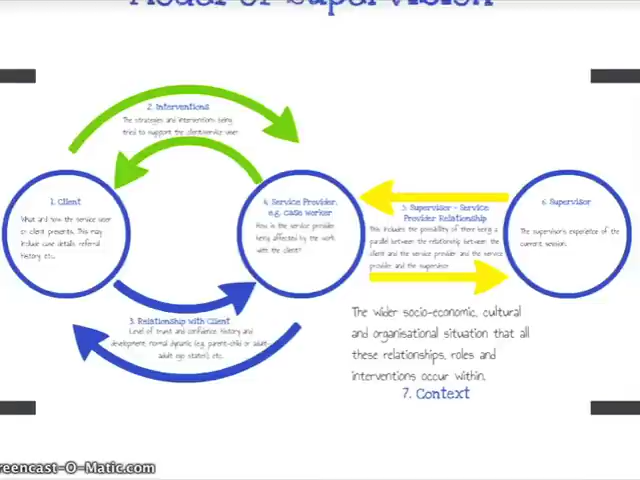 Model of Supervision
2. Interventions
The strategies and interventions being
tried to support the client/service user
1. Client
What and how the service user
or client presents. This may
include case details, referral
history etc.
4. Service Provider,
e.g. case worker
How is the service provider
being affected by the work
with the client?
5. Supervisor - Service
Provider Relationship
This includes the possibility of there being a
parallel between the relationship between the
client and the service provider and the service
provider and the supervisor.
6. Supervisor
The supervisor's experience of the
current session.
3. Relationship with Client
Level of trust and confidence, history and
development, normal dynamic (e.g. parent-child or adult-
adult ego states), etc.
The wider socio-economic, cultural
and organisational situation that all
these relationships, roles and
interventions occur within.
7. Context
reencast-O-Matic.com